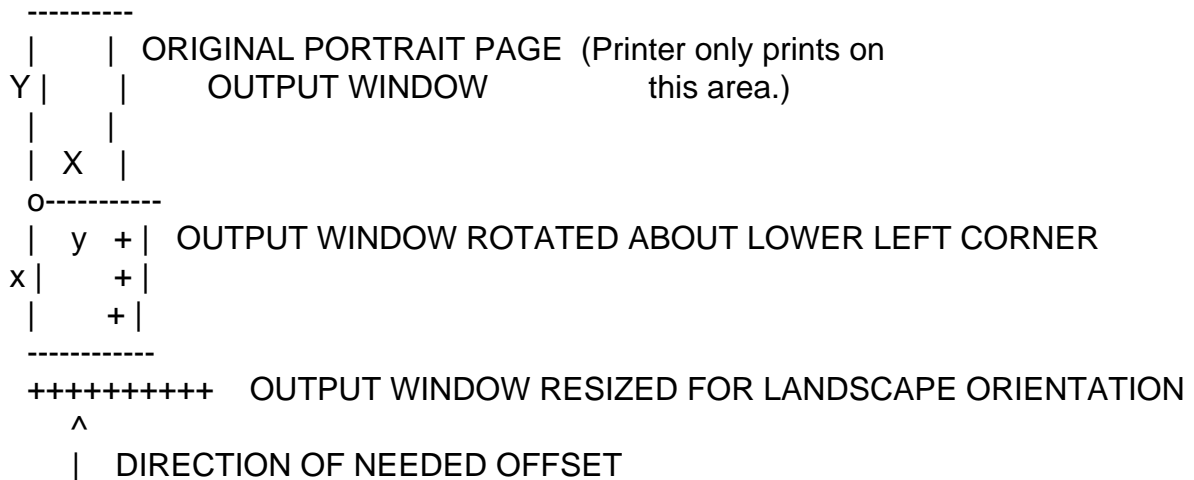 ----------
| | ORIGINAL PORTRAIT PAGE (Printer only prints on
Y | | OUTPUT WINDOW this area.)
| |
| X |
o-----------
| y + | OUTPUT WINDOW ROTATED ABOUT LOWER LEFT CORNER
x | + |
| + |
------------
++++++++++ OUTPUT WINDOW RESIZED FOR LANDSCAPE ORIENTATION
^
| DIRECTION OF NEEDED OFFSET